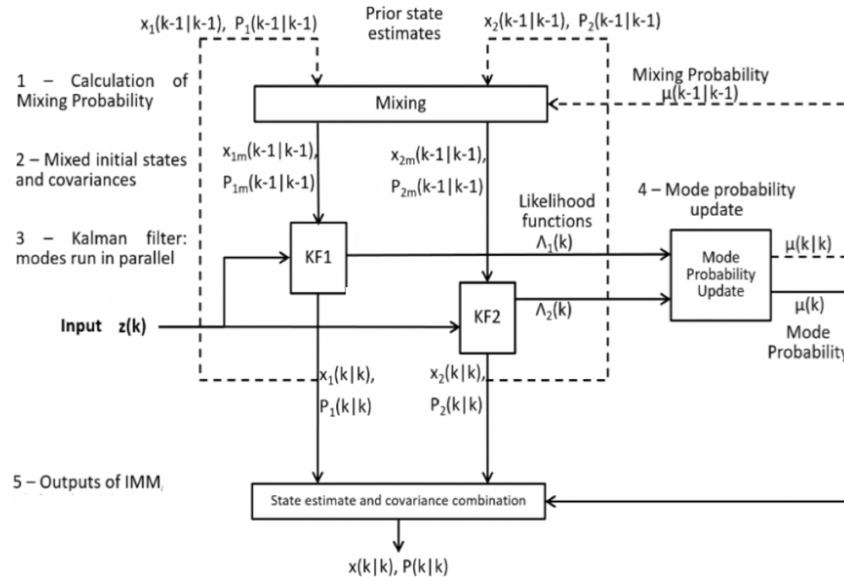 x₁(k-1|k-1), P₁(k-1|k-1)
Prior state
estimates
x₂(k-1|k-1), P₂(k-1|k-1)
1 – Calculation of
Mixing Probability
Mixing
Mixing Probability
μ(k-1|k-1)
2 – Mixed initial states
and covariances
x₁ₘ(k-1|k-1),
P₁ₘ(k-1|k-1)
x₂ₘ(k-1|k-1),
P₂ₘ(k-1|k-1)
Likelihood
functions
Λ₁(k)
4 – Mode probability
update
3 – Kalman filter:
modes run in parallel
KF1
Mode
Probability
Update
μ(k|k)
μ(k)
Mode
Probability
Input z(k)
KF2
Λ₂(k)
x₁(k|k),
P₁(k|k)
x₂(k|k),
P₂(k|k)
5 – Outputs of IMM
State estimate and covariance combination
x(k|k), P(k|k)